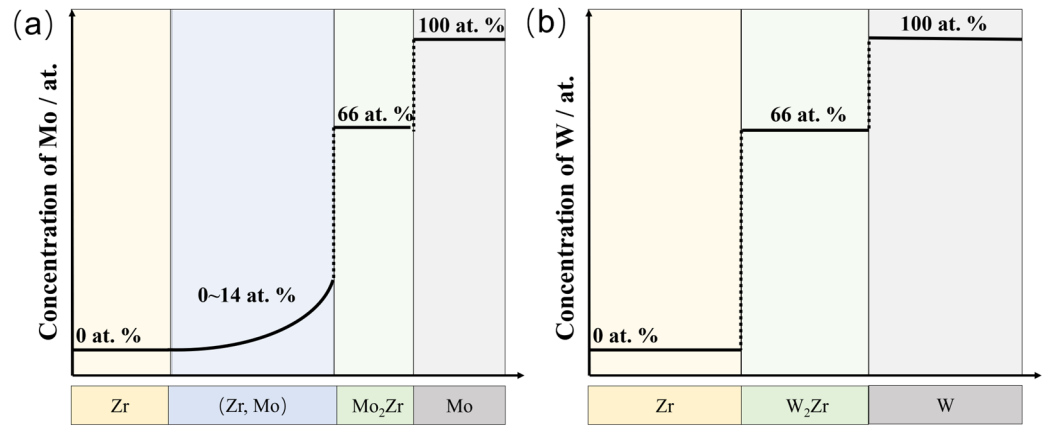 (a)
Concentration of Mo / at.
0 at. %
0~14 at. %
66 at. %
100 at. %
Zr
(Zr, Mo)
Mo₂Zr
Mo
(b)
Concentration of W / at.
0 at. %
66 at. %
100 at. %
Zr
W₂Zr
W